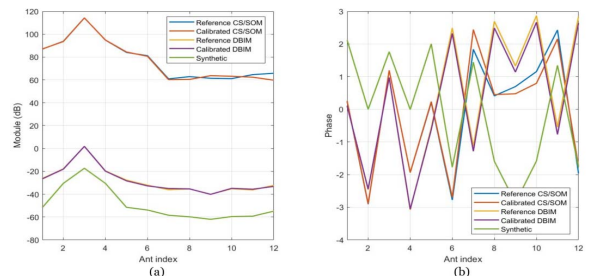 120
100
80
60
40
20
0
-20
-40
-60
-80
Module (dB)
Reference CS/SOM
Calibrated CS/SOM
Reference DBIM
Calibrated DBIM
Synthetic
2 4 6 8 10 12
Ant index
(a)
3
2
1
0
-1
-2
-3
-4
Phase
Reference CS/SOM
Calibrated CS/SOM
Reference DBIM
Calibrated DBIM
Synthetic
2 4 6 8 10 12
Ant index
(b)